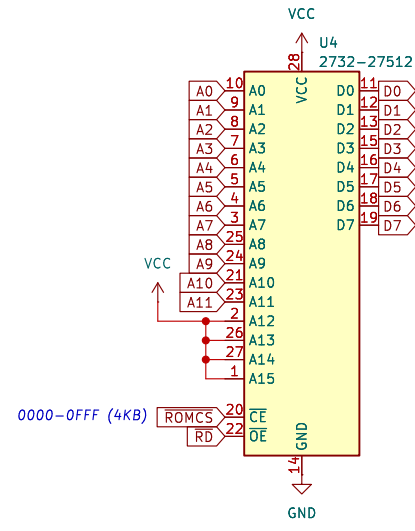 VCC
U4
2732-27512
28
VCC
A0 10 A0 D0 11 D0
A1 9 A1 D1 12 D1
A2 8 A2 D2 13 D2
A3 7 A3 D3 15 D3
A4 6 A4 D4 16 D4
A5 5 A5 D5 17 D5
A6 4 A6 D6 18 D6
A7 3 A7 D7 19 D7
A8 25 A8
A9 24 A9
VCC
A10 21 A10
A11 23 A11
2 A12
26 A13
27 A14
1 A15
0000-0FFF (4KB) ROMCS 20 CE
RD 22 OE
GND
14
GND